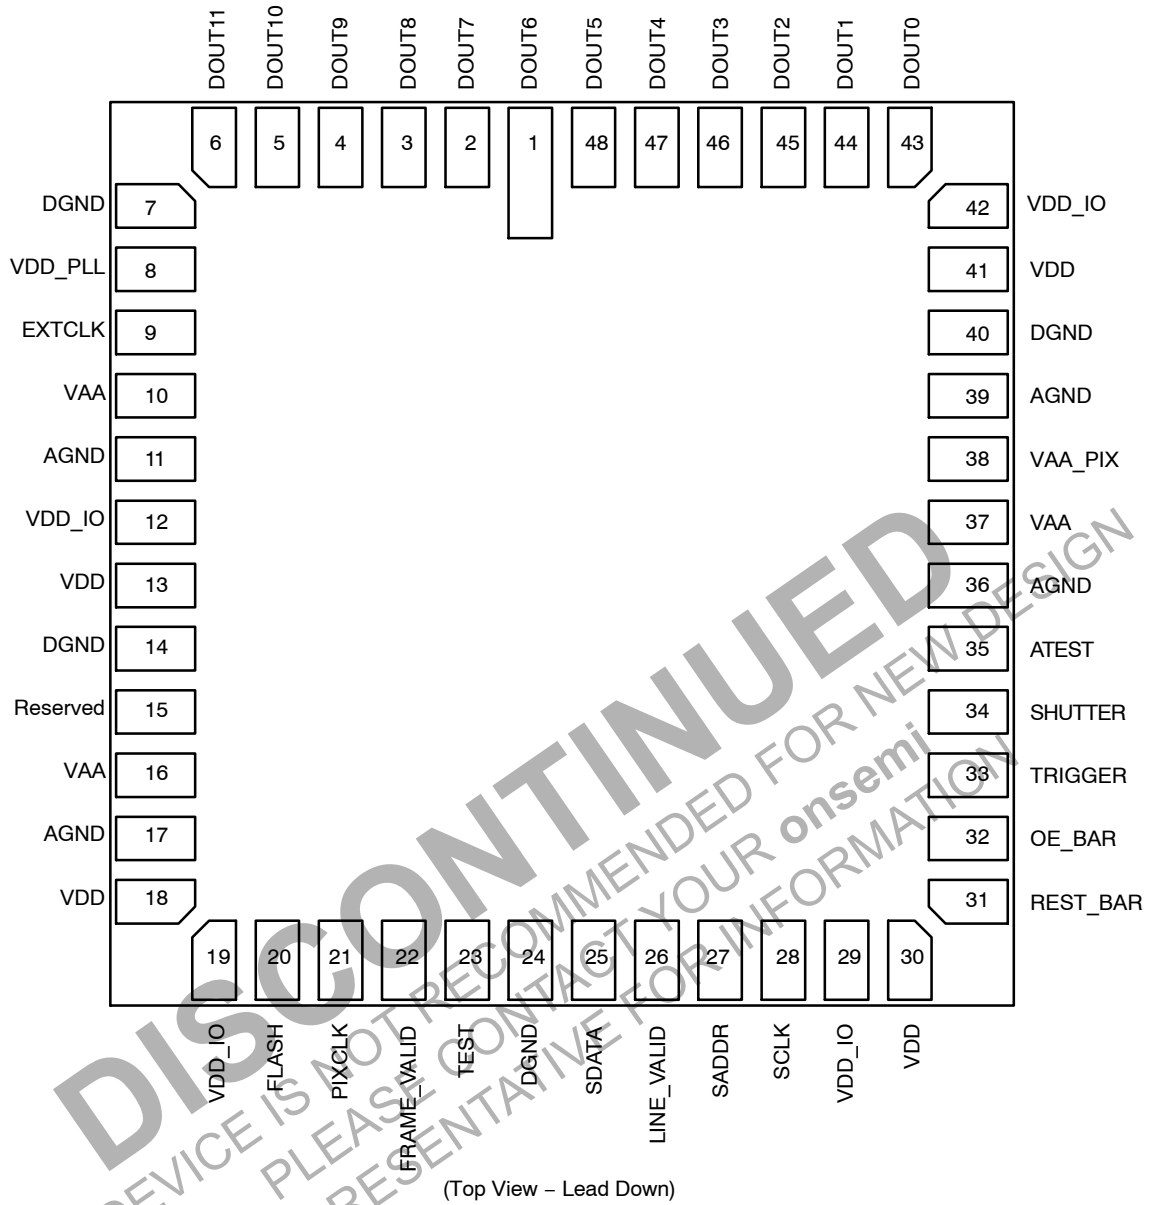 DOUT11 DOUT10 DOUT9 DOUT8 DOUT7 DOUT6 DOUT5 DOUT4 DOUT3 DOUT2 DOUT1 DOUT0
6 5 4 3 2 1 48 47 46 45 44 43
DGND 7 42 VDD_IO
VDD_PLL 8 41 VDD
EXTCLK 9 40 DGND
VAA 10 39 AGND
AGND 11 38 VAA_PIX
VDD_IO 12 37 VAA
VDD 13 36 AGND
DGND 14 35 ATEST
Reserved 15 34 SHUTTER
VAA 16 33 TRIGGER
AGND 17 32 OE_BAR
VDD 18 31 REST_BAR
19 20 21 22 23 24 25 26 27 28 29 30
VDD_IO FLASH PIXCLK FRAME_VALID TEST DGND SDATA LINE_VALID SADDR SCLK VDD_IO VDD
(Top View – Lead Down)
DISCONTINUED
DEVICE IS NOT RECOMMENDED FOR NEW DESIGN
PLEASE CONTACT YOUR onsemi
FOR INFORMATION